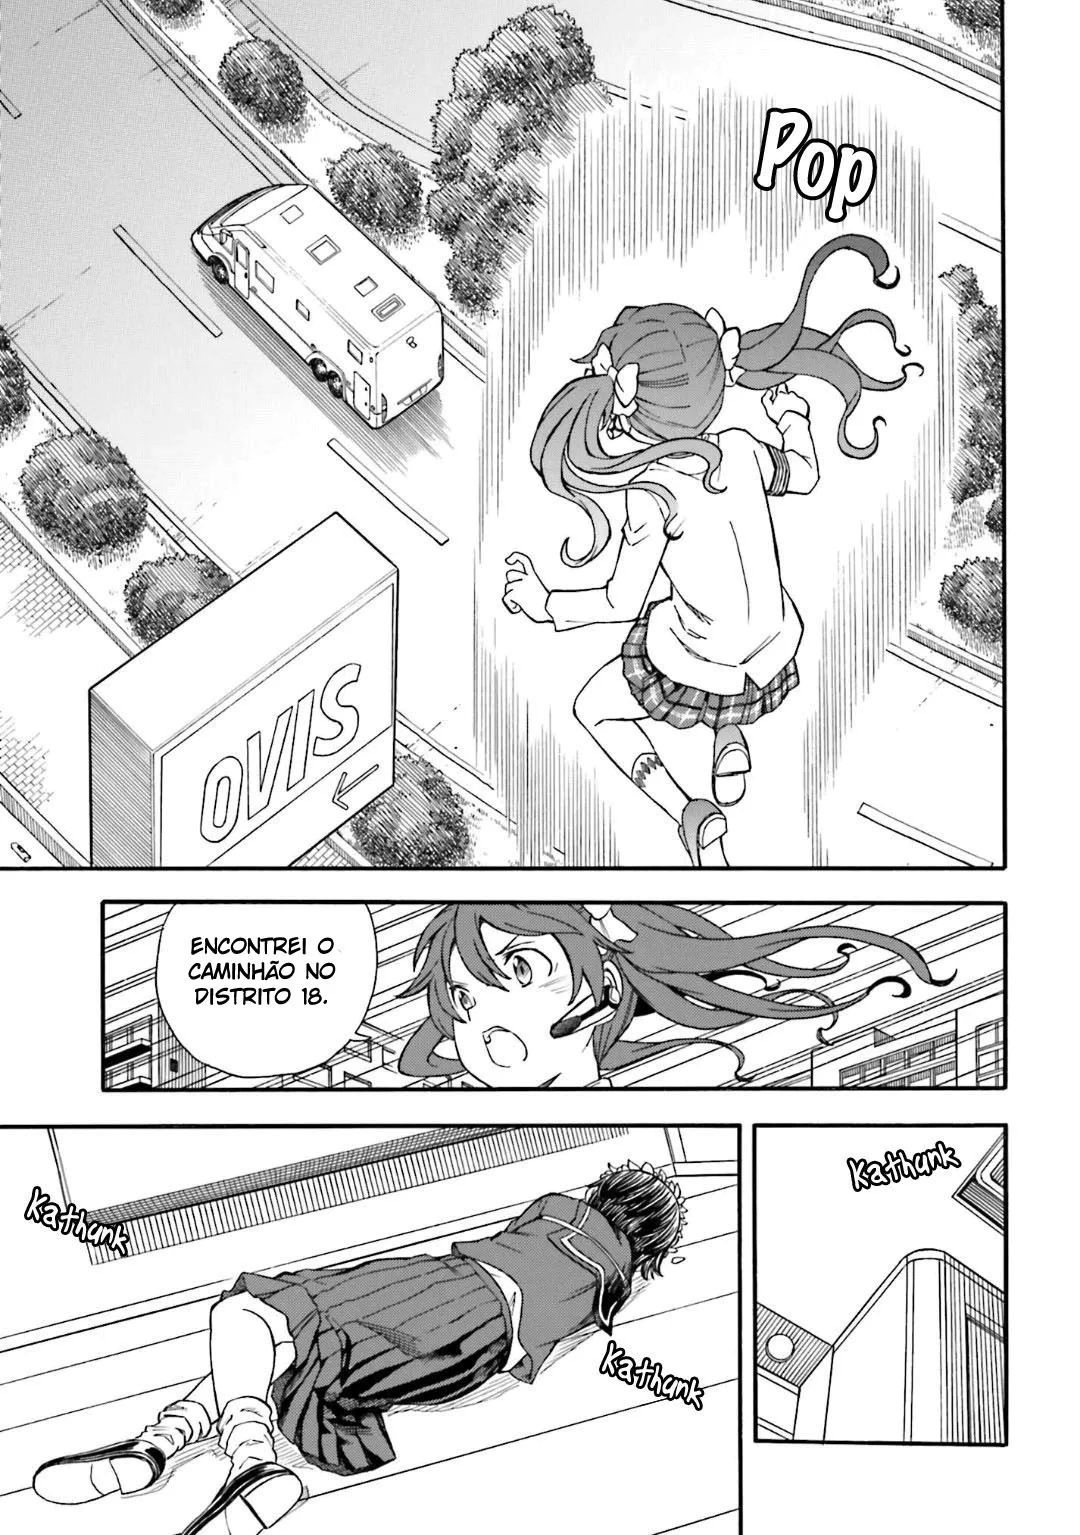 Pop
OVIS
←
ENCONTREI O
CAMINHÃO NO
DISTRITO 18.
Kathunk
Kathunk
Kathunk